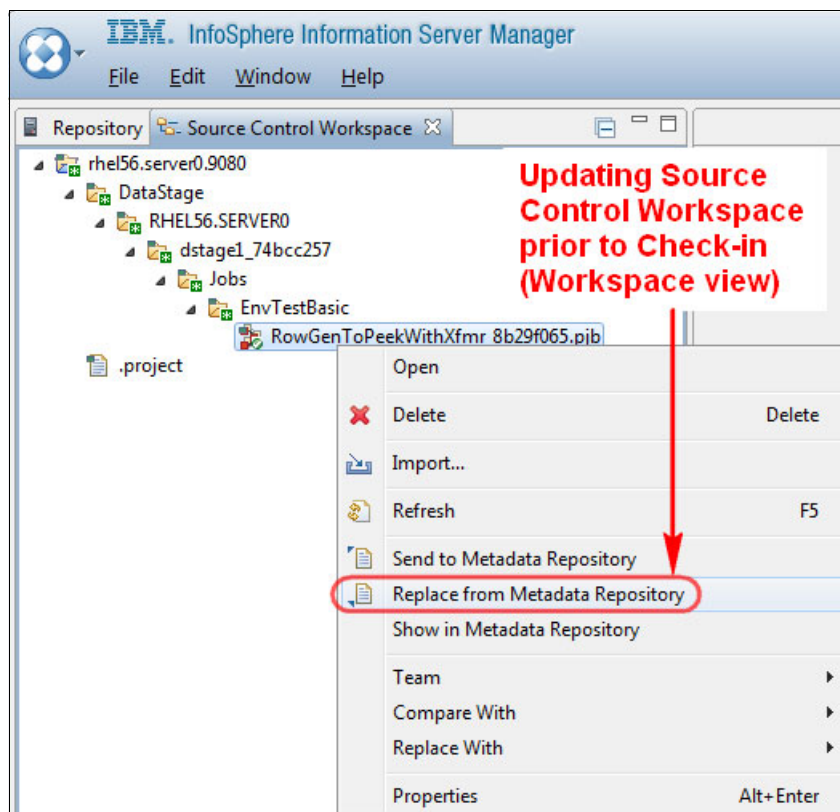 IBM. InfoSphere Information Server Manager
File Edit Window Help
Repository Source Control Workspace
rhel56.server0.9080
DataStage
RHEL56.SERVER0
dstage1_74bcc257
Jobs
EnvTestBasic
RowGenToPeekWithXfmr_8b29f065.pjb
.project
Updating Source
Control Workspace
prior to Check-in
(Workspace view)
Open
Delete Delete
Import...
Refresh F5
Send to Metadata Repository
Replace from Metadata Repository
Show in Metadata Repository
Team
Compare With
Replace With
Properties Alt+Enter